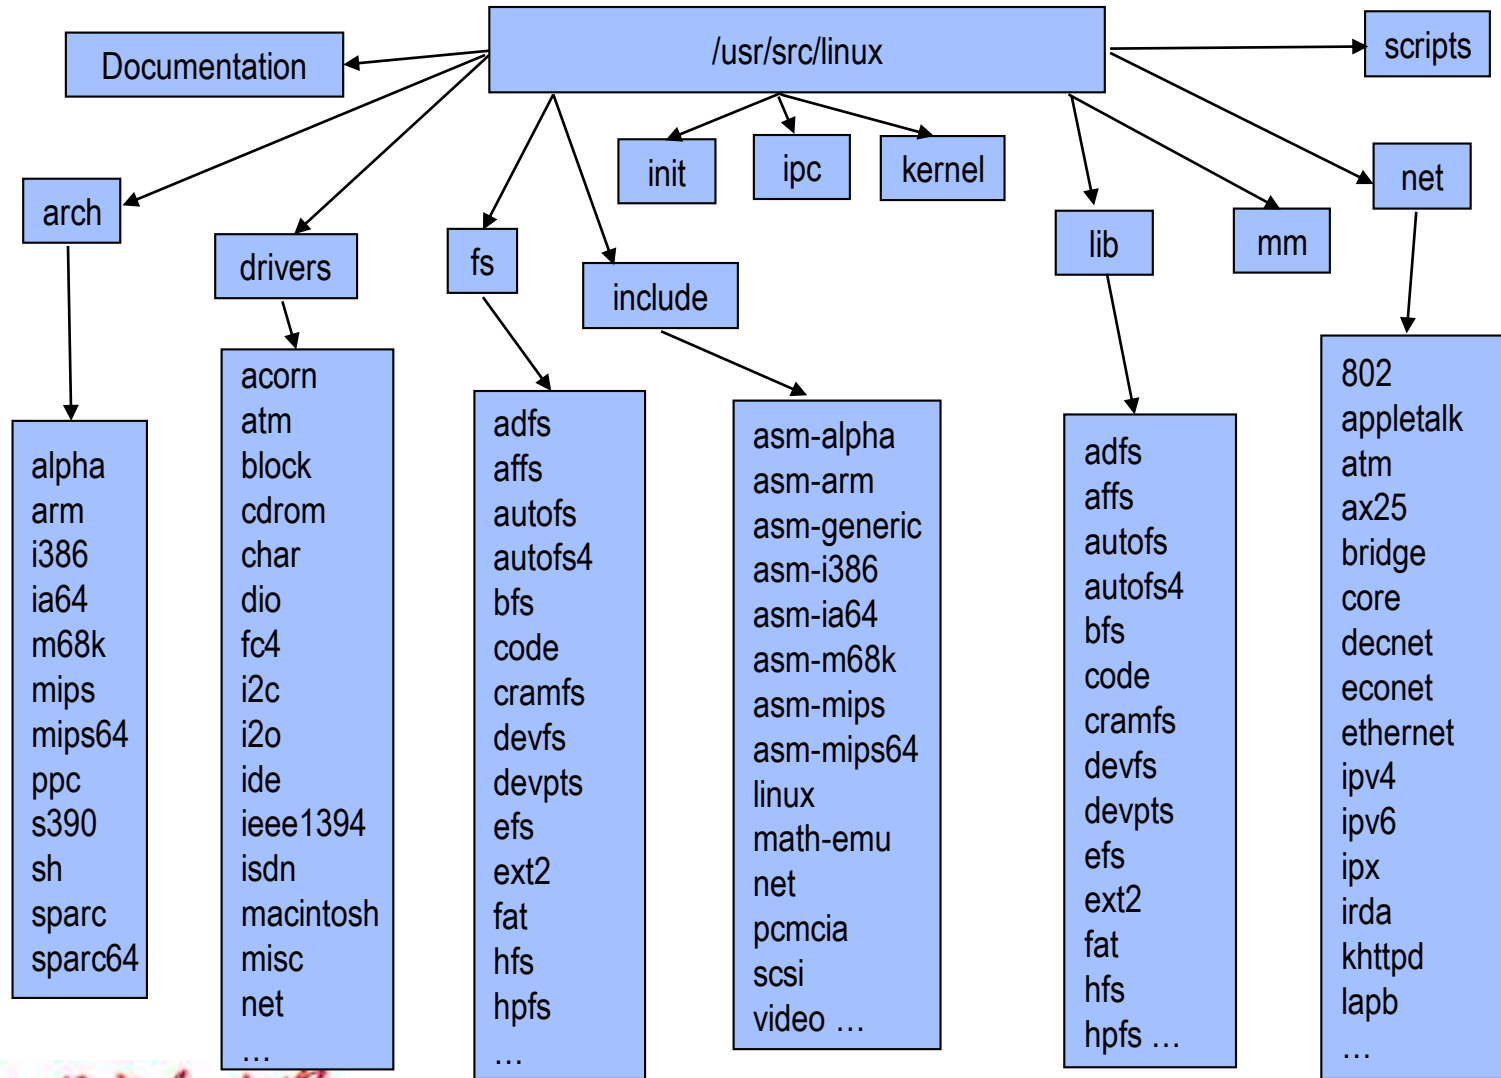 /usr/src/linux
Documentation
scripts
init
ipc
kernel
net
arch
lib
mm
drivers
fs
include
alpha
arm
i386
ia64
m68k
mips
mips64
ppc
s390
sh
sparc
sparc64
acorn
atm
block
cdrom
char
dio
fc4
i2c
i2o
ide
ieee1394
isdn
macintosh
misc
net
…
adfs
affs
autofs
autofs4
bfs
code
cramfs
devfs
devpts
efs
ext2
fat
hfs
hpfs
…
asm-alpha
asm-arm
asm-generic
asm-i386
asm-ia64
asm-m68k
asm-mips
asm-mips64
linux
math-emu
net
pcmcia
scsi
video …
adfs
affs
autofs
autofs4
bfs
code
cramfs
devfs
devpts
efs
ext2
fat
hfs
hpfs …
802
appletalk
atm
ax25
bridge
core
decnet
econet
ethernet
ipv4
ipv6
ipx
irda
khttpd
lapb
…